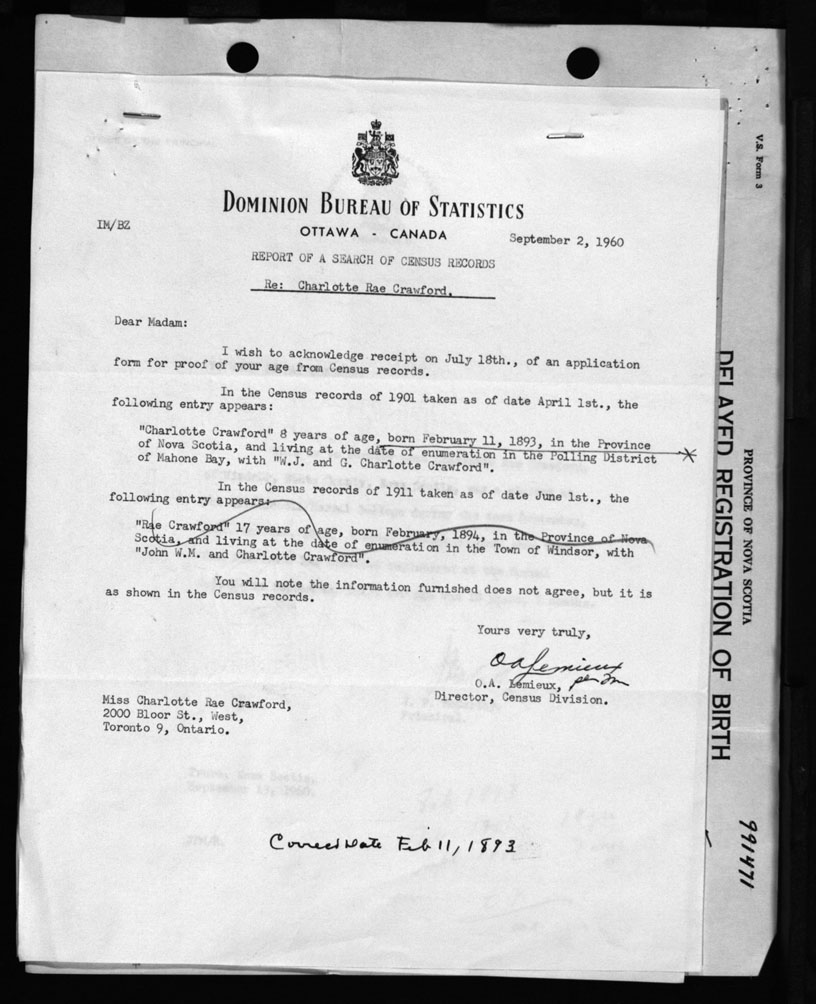 DOMINION BUREAU OF STATISTICS
OTTAWA - CANADA
IM/BZ
September 2, 1960
REPORT OF A SEARCH OF CENSUS RECORDS
Re: Charlotte Rae Crawford.
Dear Madam:
I wish to acknowledge receipt on July 18th., of an application
form for proof of your age from Census records.
In the Census records of 1901 taken as of date April 1st., the
following entry appears:
"Charlotte Crawford" 8 years of age, born February 11, 1893, in the Province
of Nova Scotia, and living at the date of enumeration in the Polling District
of Mahone Bay, with "W.J. and G. Charlotte Crawford".
In the Census records of 1911 taken as of date June 1st., the
following entry appears:
"Rae Crawford" 17 years of age, born February, 1894, in the Province of Nova
Scotia, and living at the date of enumeration in the Town of Windsor, with
"John W.M. and Charlotte Crawford".
You will note the information furnished does not agree, but it is
as shown in the Census records.
Yours very truly,
OALemieux
O.A. Lemieux,
Director, Census Division.
Miss Charlotte Rae Crawford,
2000 Bloor St., West,
Toronto 9, Ontario.
Truro, Nova Scotia,
September 13, 1960.
Correct Date Feb 11, 1893
V.S. Form 3
PROVINCE OF NOVA SCOTIA
DELAYED REGISTRATION OF BIRTH
991471